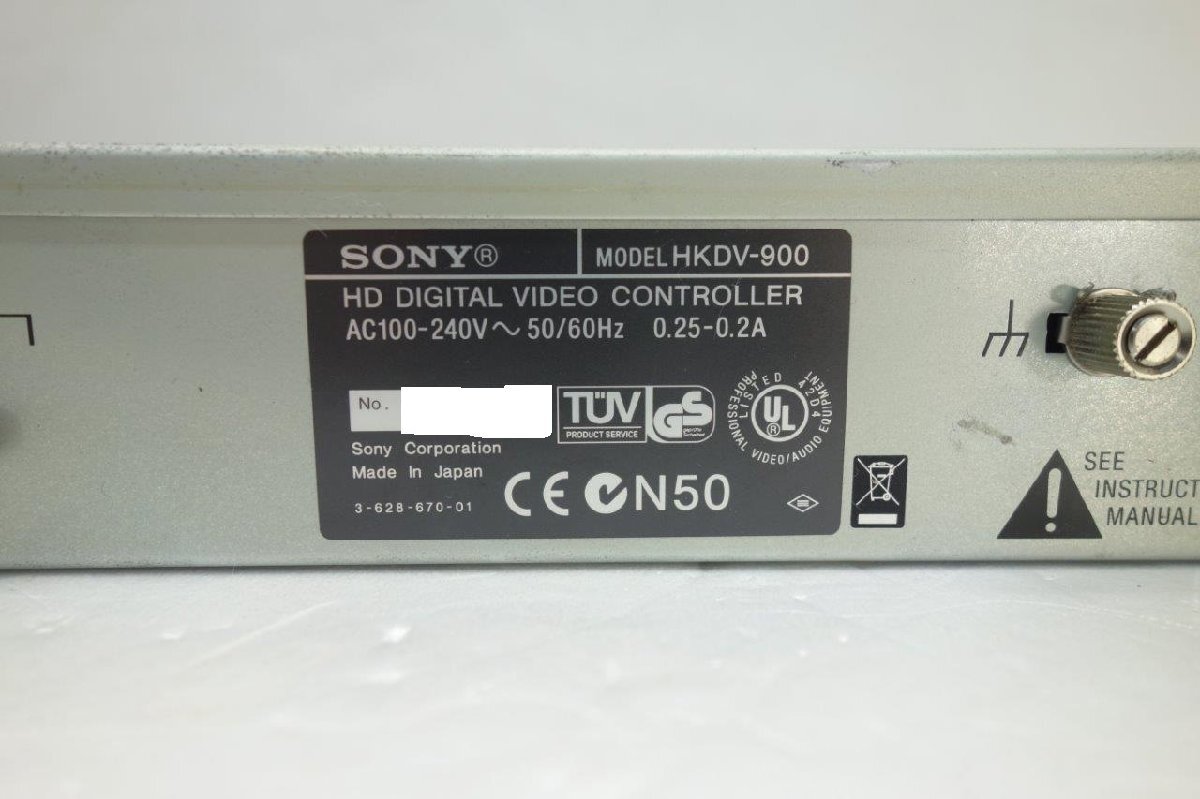 SONY®
MODEL HKDV-900
HD DIGITAL VIDEO CONTROLLER
AC100-240V～ 50/60Hz 0.25-0.2A
No.
TÜV
PRODUCT SERVICE
GS
LISTED 42D4
UL®
PROFESSIONAL VIDEO/AUDIO EQUIPMENT
Sony Corporation
Made In Japan
3-628-670-01
CE N50
SEE
INSTRUCT
MANUAL